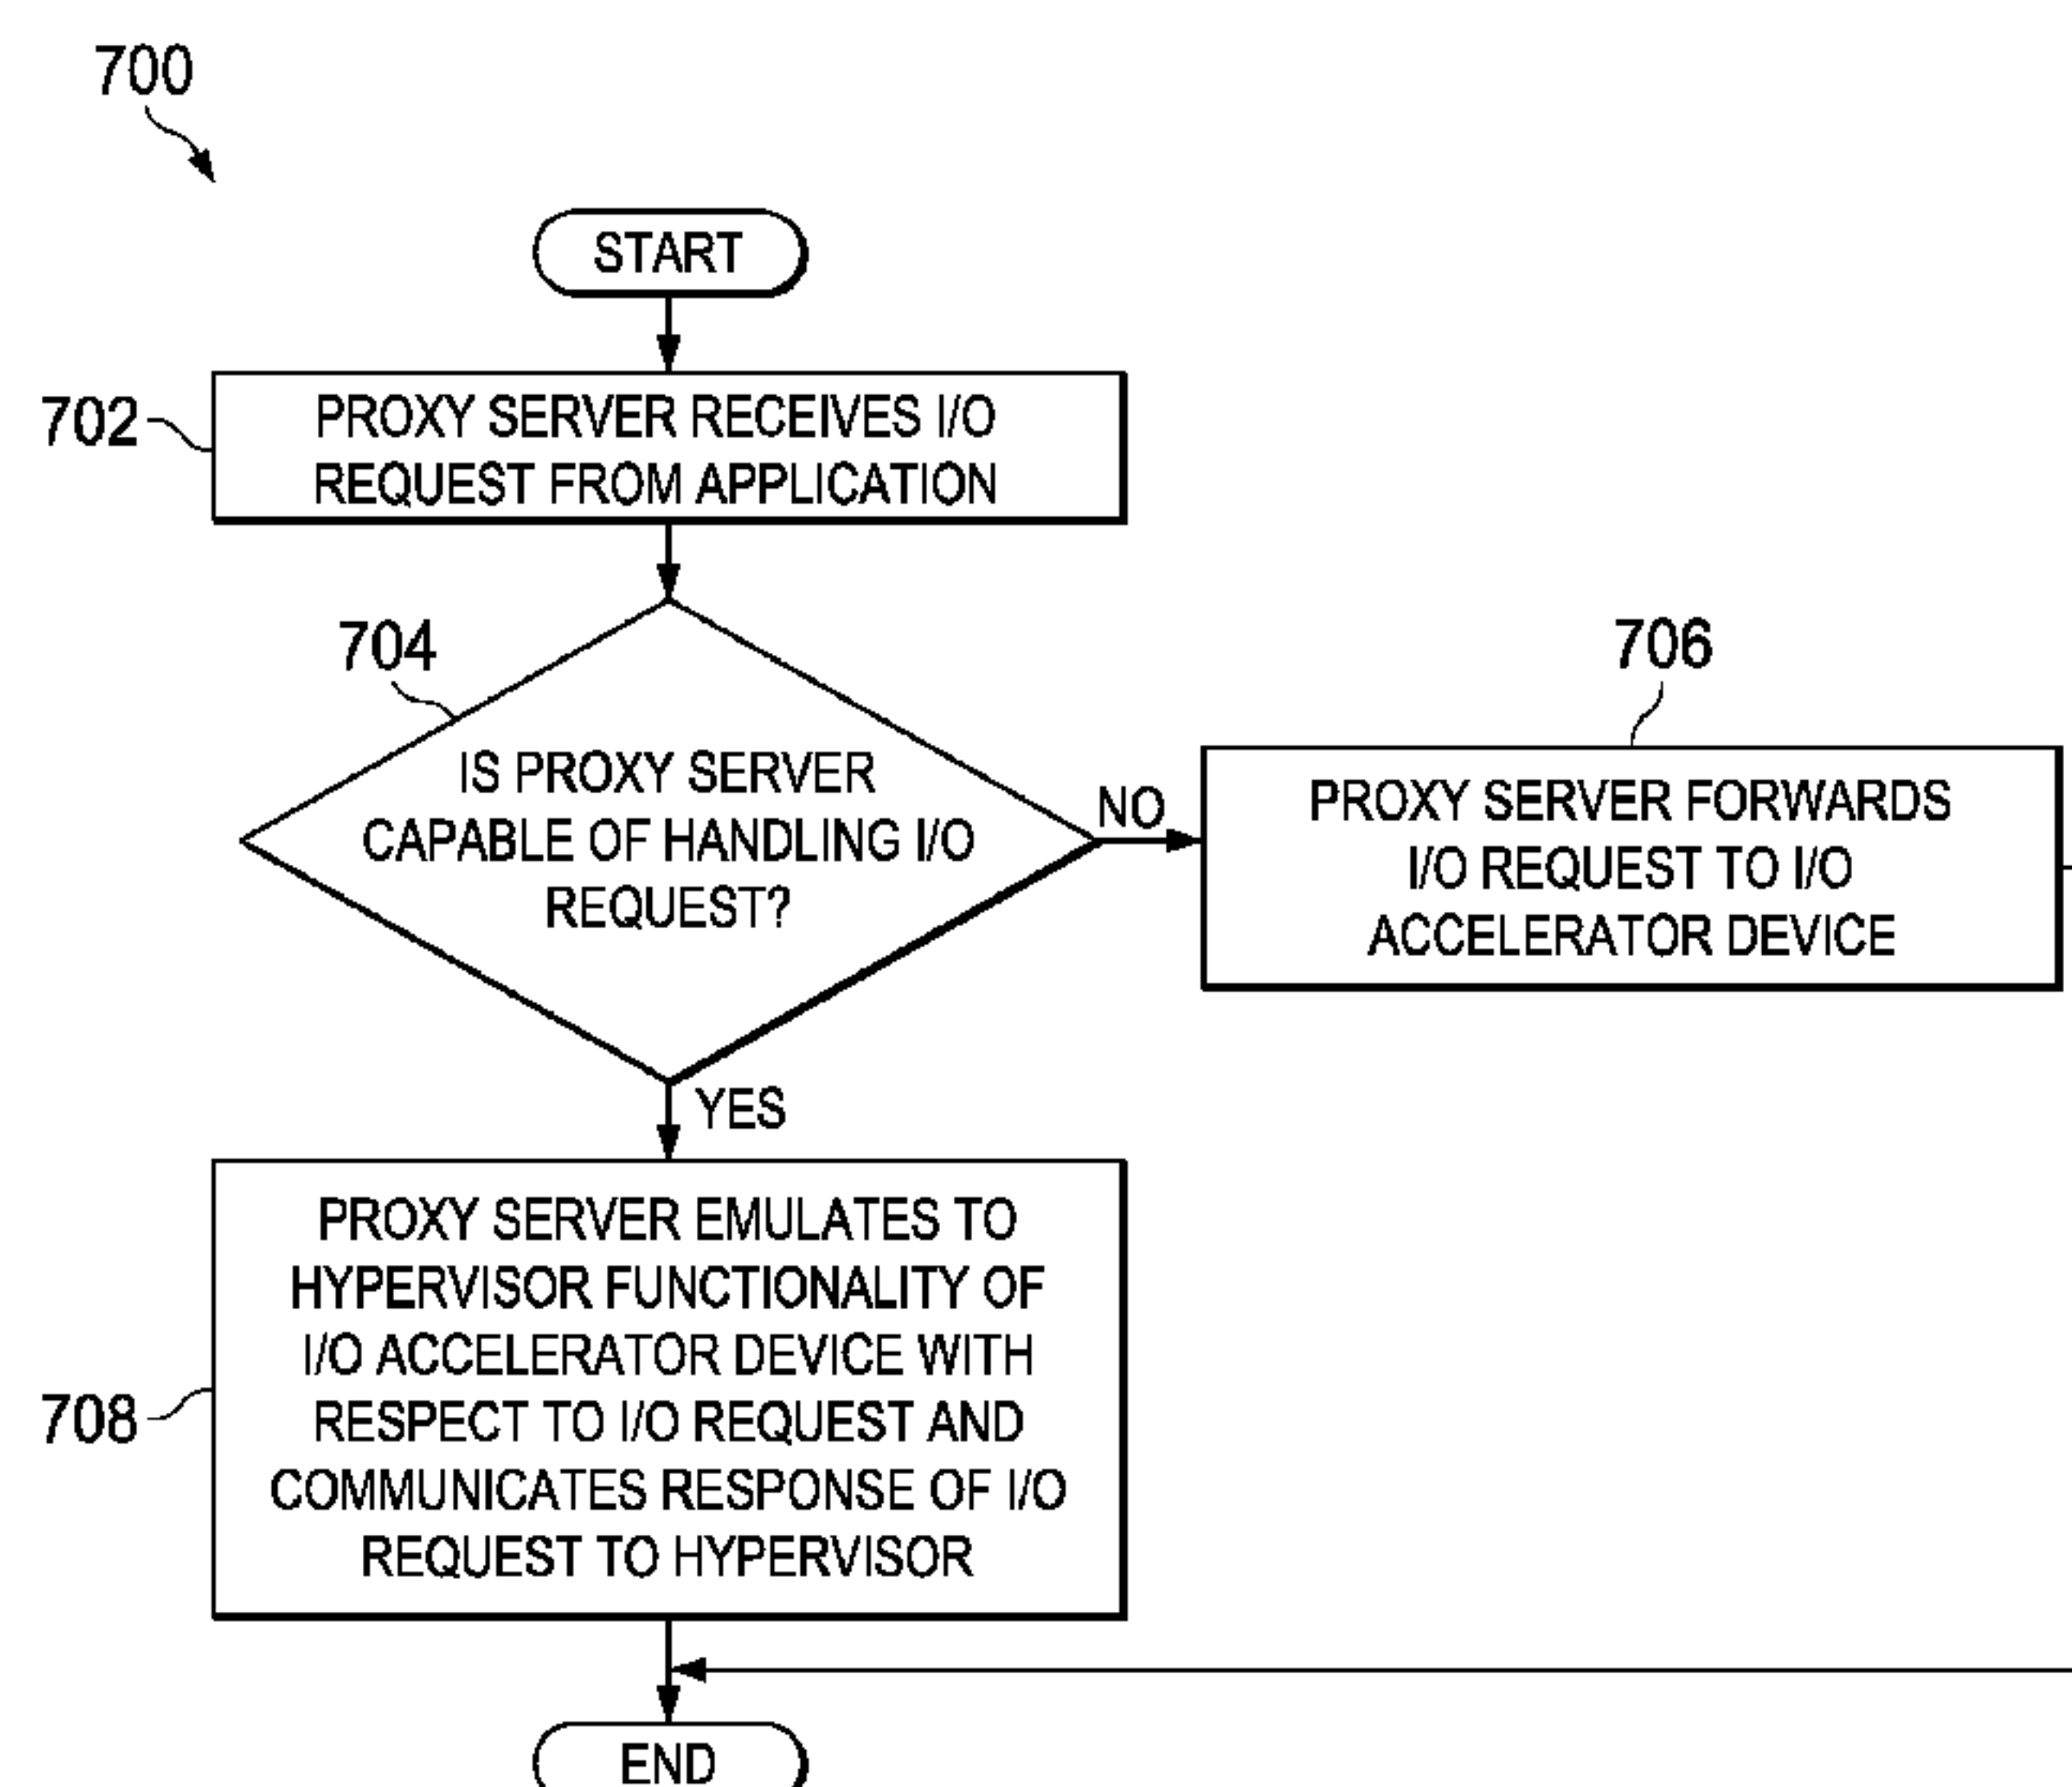 700
START
702
PROXY SERVER RECEIVES I/O
REQUEST FROM APPLICATION
704
IS PROXY SERVER
CAPABLE OF HANDLING I/O
REQUEST?
NO
706
PROXY SERVER FORWARDS
I/O REQUEST TO I/O
ACCELERATOR DEVICE
YES
708
PROXY SERVER EMULATES TO
HYPERVISOR FUNCTIONALITY OF
I/O ACCELERATOR DEVICE WITH
RESPECT TO I/O REQUEST AND
COMMUNICATES RESPONSE OF I/O
REQUEST TO HYPERVISOR
END